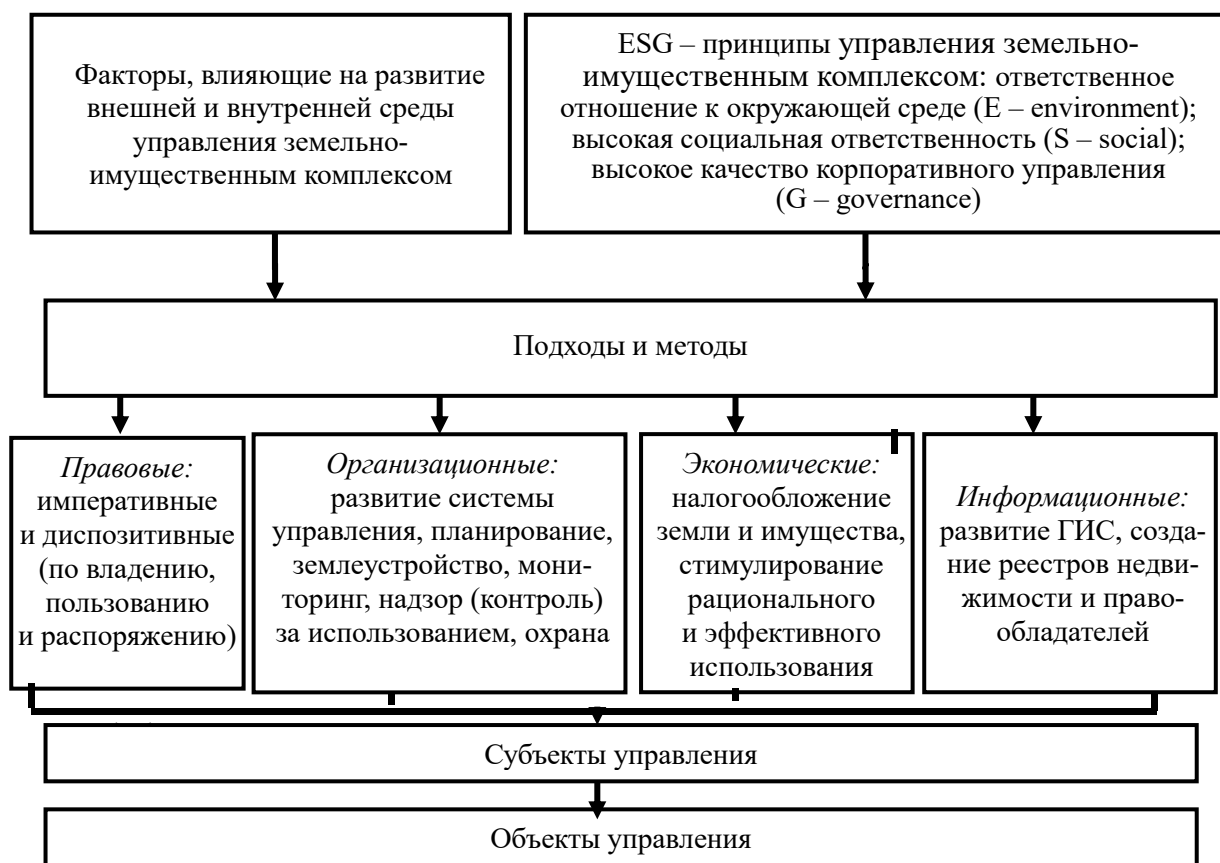 Факторы, влияющие на развитие
внешней и внутренней среды
управления земельно-
имущественным комплексом
ESG – принципы управления земельно-
имущественным комплексом: ответственное
отношение к окружающей среде (E – environment);
высокая социальная ответственность (S – social);
высокое качество корпоративного управления
(G – governance)
Подходы и методы
Правовые:
императивные
и диспозитивные
(по владению,
пользованию
и распоряжению)
Организационные:
развитие системы
управления, планирование,
землеустройство, мони-
торинг, надзор (контроль)
за использованием, охрана
Экономические:
налогообложение
земли и имущества,
стимулирование
рационального
и эффективного
использования
Информационные:
развитие ГИС, созда-
ние реестров недви-
жимости и право-
обладателей
Субъекты управления
Объекты управления